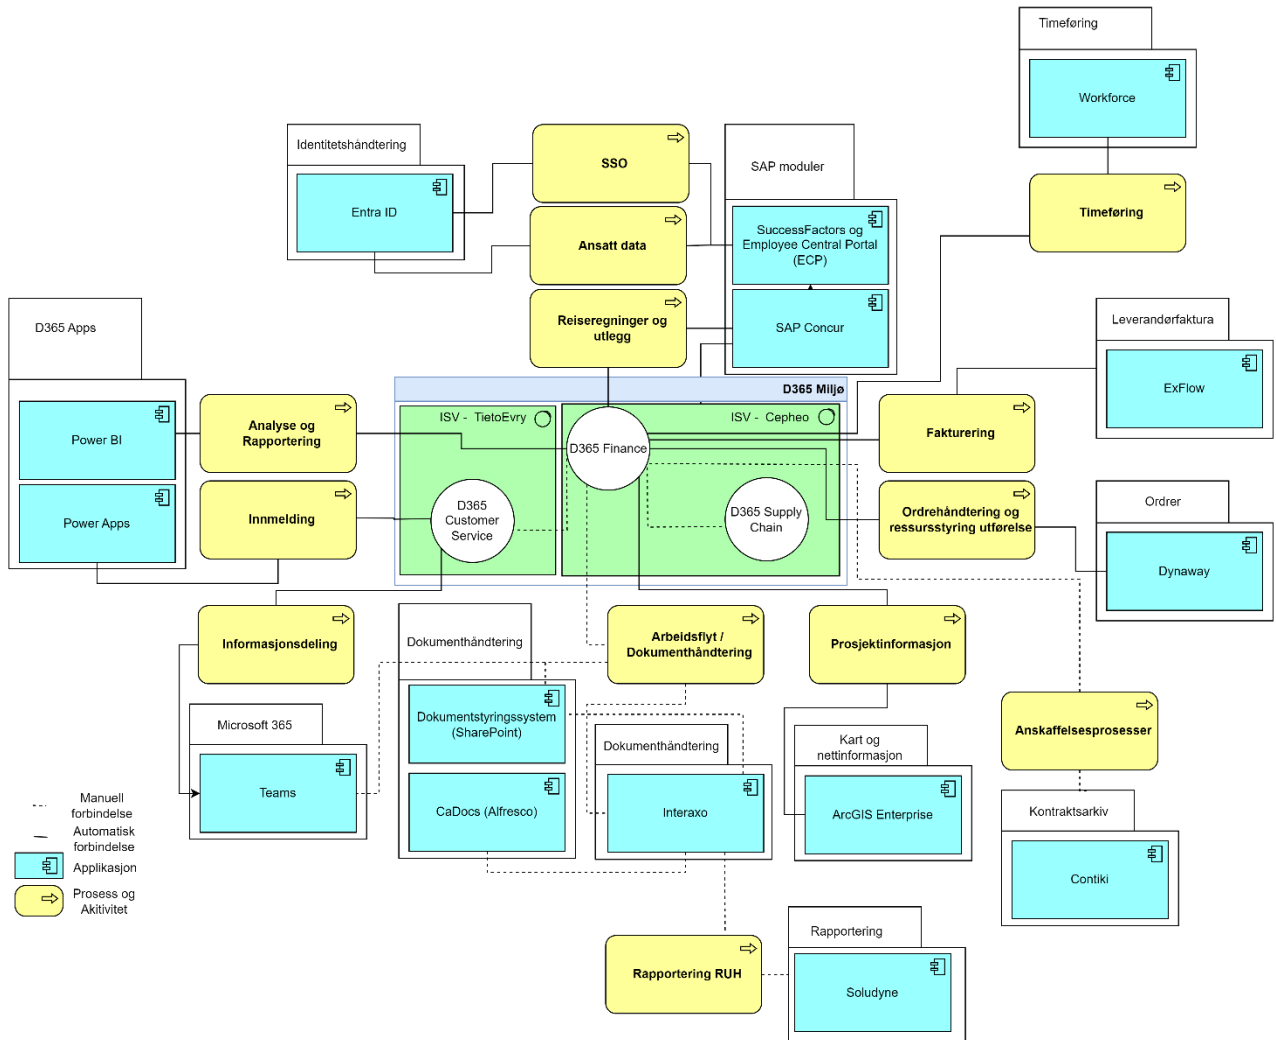 Timeføring
Workforce
Timeføring
Identitetshåndtering
Entra ID
SSO
Ansatt data
Reiseregninger og
utlegg
SAP moduler
SuccessFactors og
Employee Central Portal
(ECP)
SAP Concur
D365 Apps
Power BI
Power Apps
Analyse og
Rapportering
Innmelding
D365 Miljø
ISV - TietoEvry
ISV - Cepheo
D365 Finance
D365
Customer
Service
D365 Supply
Chain
Leverandørfaktura
ExFlow
Fakturering
Ordrehåndtering og
ressursstyring utførelse
Ordrer
Dynaway
Informasjonsdeling
Microsoft 365
Teams
Dokumenthåndtering
Dokumentstyringssystem
(SharePoint)
CaDocs (Alfresco)
Arbeidsflyt /
Dokumenthåndtering
Dokumenthåndtering
Interaxo
Prosjektinformasjon
Kart og
nettinformasjon
ArcGIS Enterprise
Anskaffelsesprosesser
Kontraktsarkiv
Contiki
Manuell
forbindelse
Automatisk
forbindelse
Applikasjon
Prosess og
Akitivitet
Rapportering RUH
Rapportering
Soludyne